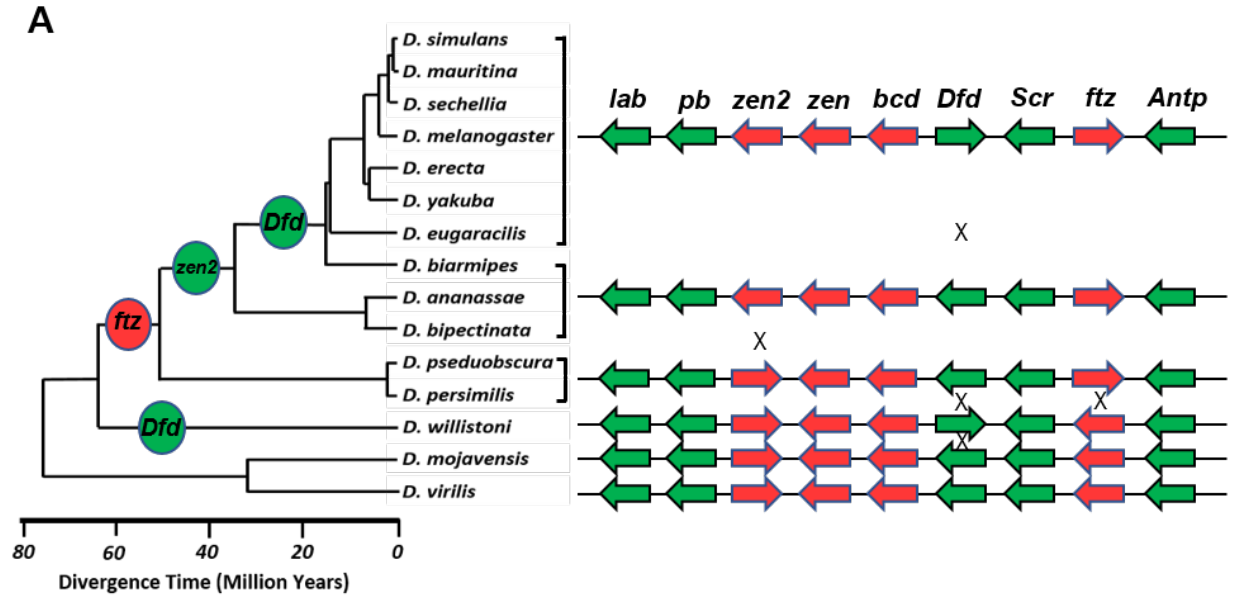 A
D. simulans
D. mauritina
D. sechellia
D. melanogaster
D. erecta
D. yakuba
D. eugaracilis
D. biarmipes
D. ananassae
D. bipectinata
D. pseduobscura
D. persimilis
D. willistoni
D. mojavensis
D. virilis
Dfd
zen2
ftz
Dfd
lab pb zen2 zen bcd Dfd Scr ftz Antp
X
X
X X
X
80 60 40 20 0
Divergence Time (Million Years)